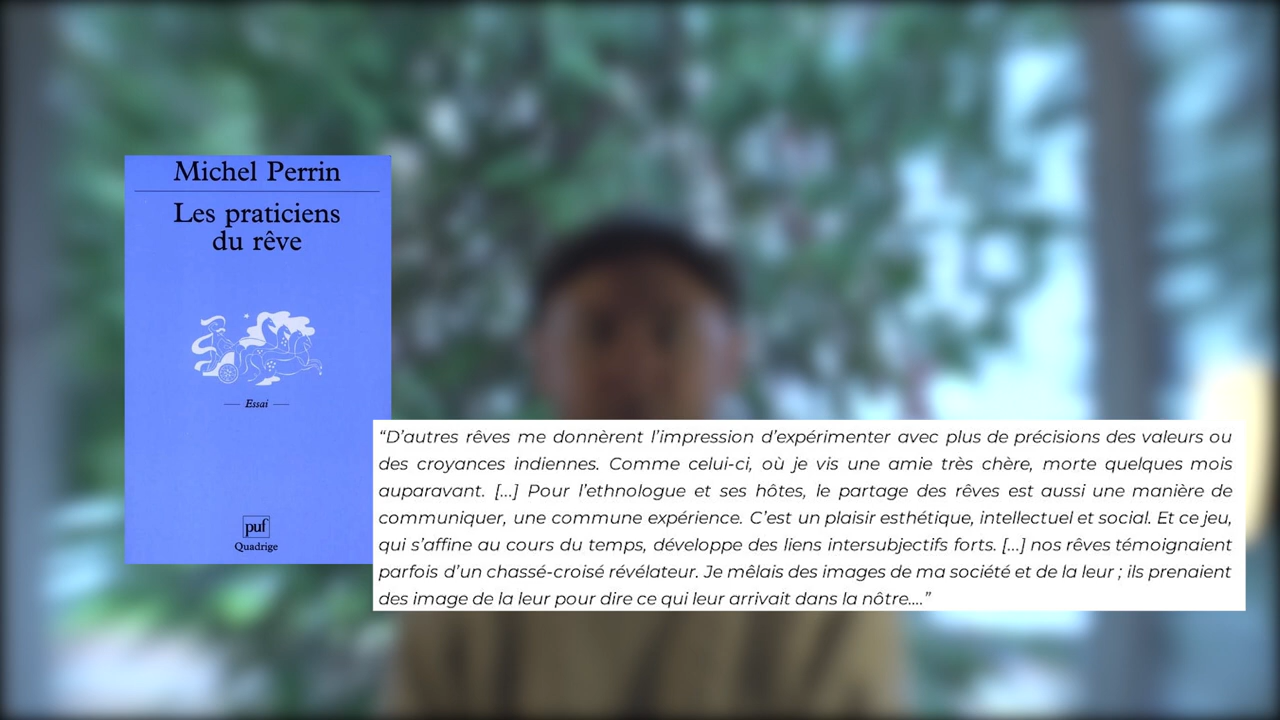 Michel Perrin
Les praticiens
du rêve
Essai
puf
Quadrige
“D’autres rêves me donnèrent l’impression d’expérimenter avec plus de précisions des valeurs ou
des croyances indiennes. Comme celui-ci, où je vis une amie très chère, morte quelques mois
auparavant. [...] Pour l’ethnologue et ses hôtes, le partage des rêves est aussi une manière de
communiquer, une commune expérience. C’est un plaisir esthétique, intellectuel et social. Et ce jeu,
qui s’affine au cours du temps, développe des liens intersubjectifs forts. [...] nos rêves témoignaient
parfois d’un chassé-croisé révélateur. Je mêlais des images de ma société et de la leur ; ils prenaient
des image de la leur pour dire ce qui leur arrivait dans la nôtre....”